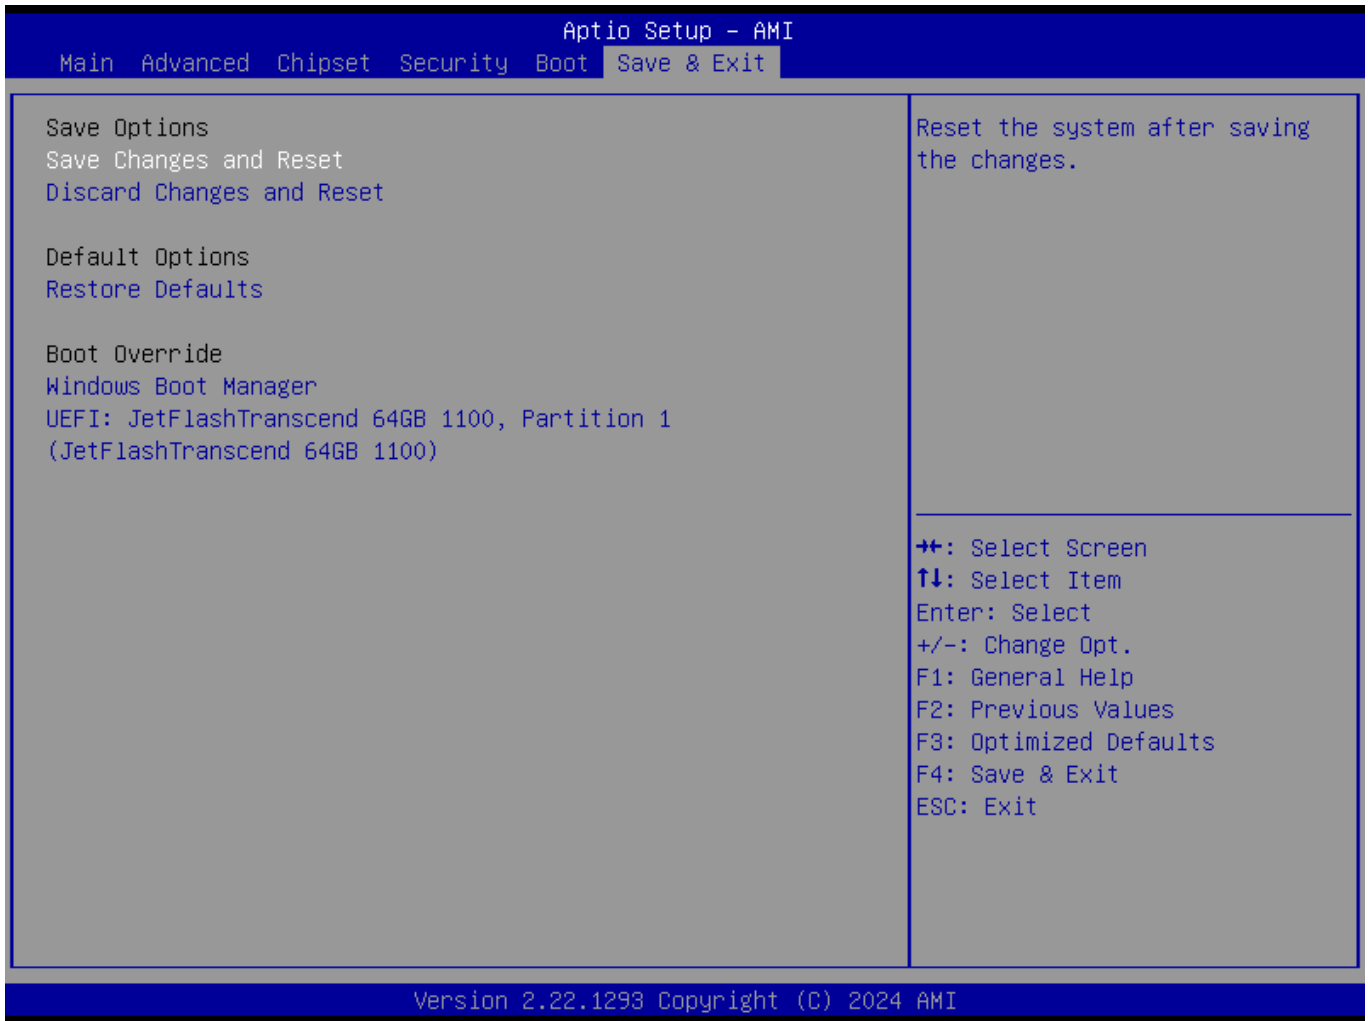 Aptio Setup – AMI
Main Advanced Chipset Security Boot Save & Exit
Save Options
Save Changes and Reset
Discard Changes and Reset
Default Options
Restore Defaults
Boot Override
Windows Boot Manager
UEFI: JetFlashTranscend 64GB 1100, Partition 1
(JetFlashTranscend 64GB 1100)
Reset the system after saving
the changes.
→←: Select Screen
↑↓: Select Item
Enter: Select
+/-: Change Opt.
F1: General Help
F2: Previous Values
F3: Optimized Defaults
F4: Save & Exit
ESC: Exit
Version 2.22.1293 Copyright (C) 2024 AMI